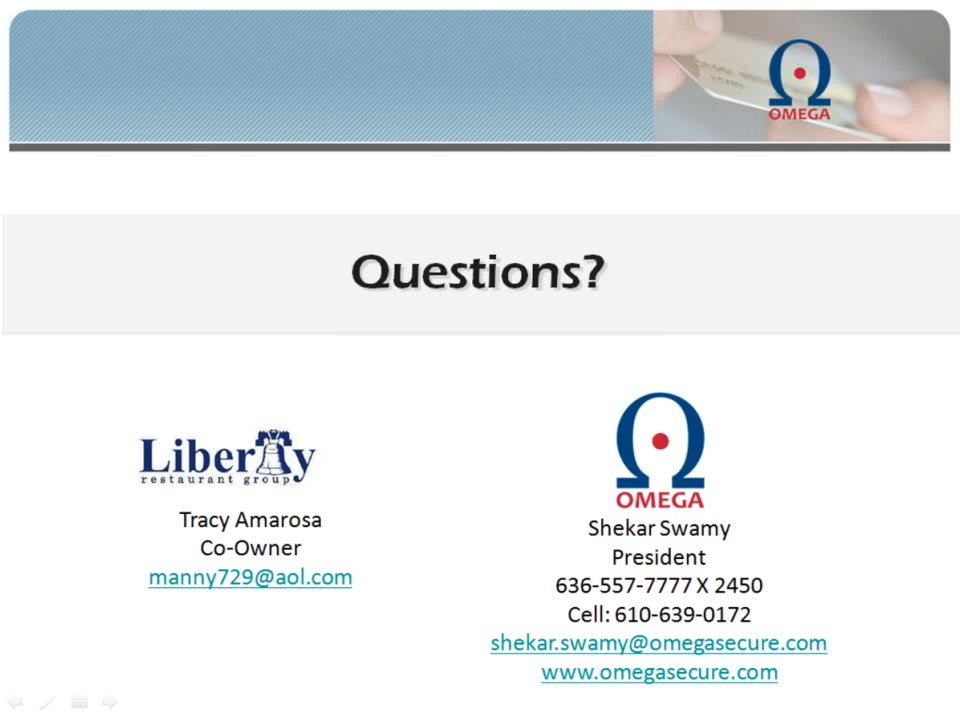 OMEGA
Questions?
Liberty
restaurant group
Tracy Amarosa
Co-Owner
manny729@aol.com
OMEGA
Shekar Swamy
President
636-557-7777 X 2450
Cell: 610-639-0172
shekar.swamy@omegasecure.com
www.omegasecure.com